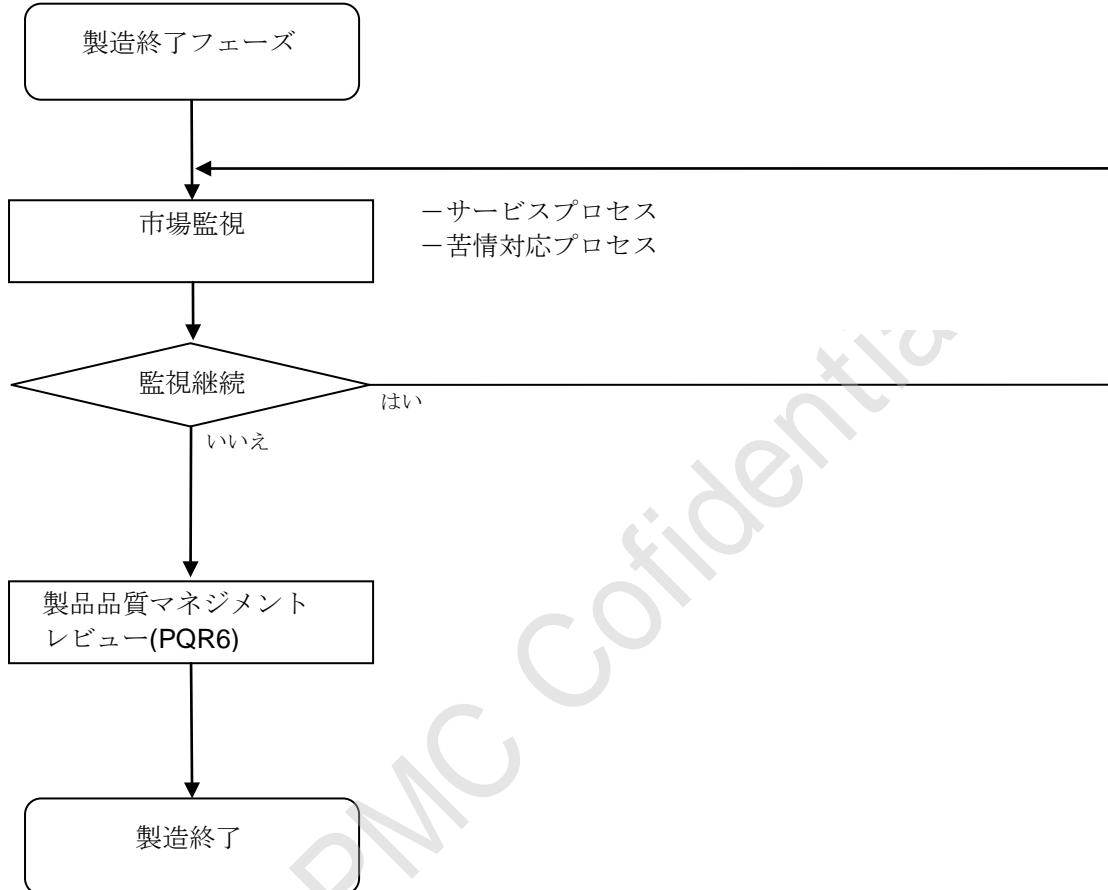 製造終了フェーズ
市場監視
－サービスプロセス
－苦情対応プロセス
監視継続
はい
いいえ
製品品質マネジメント
レビュー(PQR6)
製造終了
PMC Cofidential